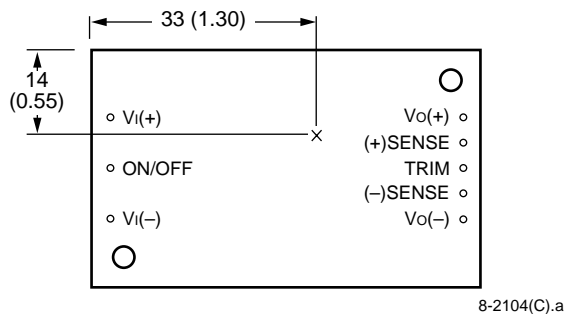 33 (1.30)
14
(0.55)
VI(+)
ON/OFF
VI(–)
VO(+)
(+)SENSE
TRIM
(–)SENSE
VO(–)
8-2104(C).a